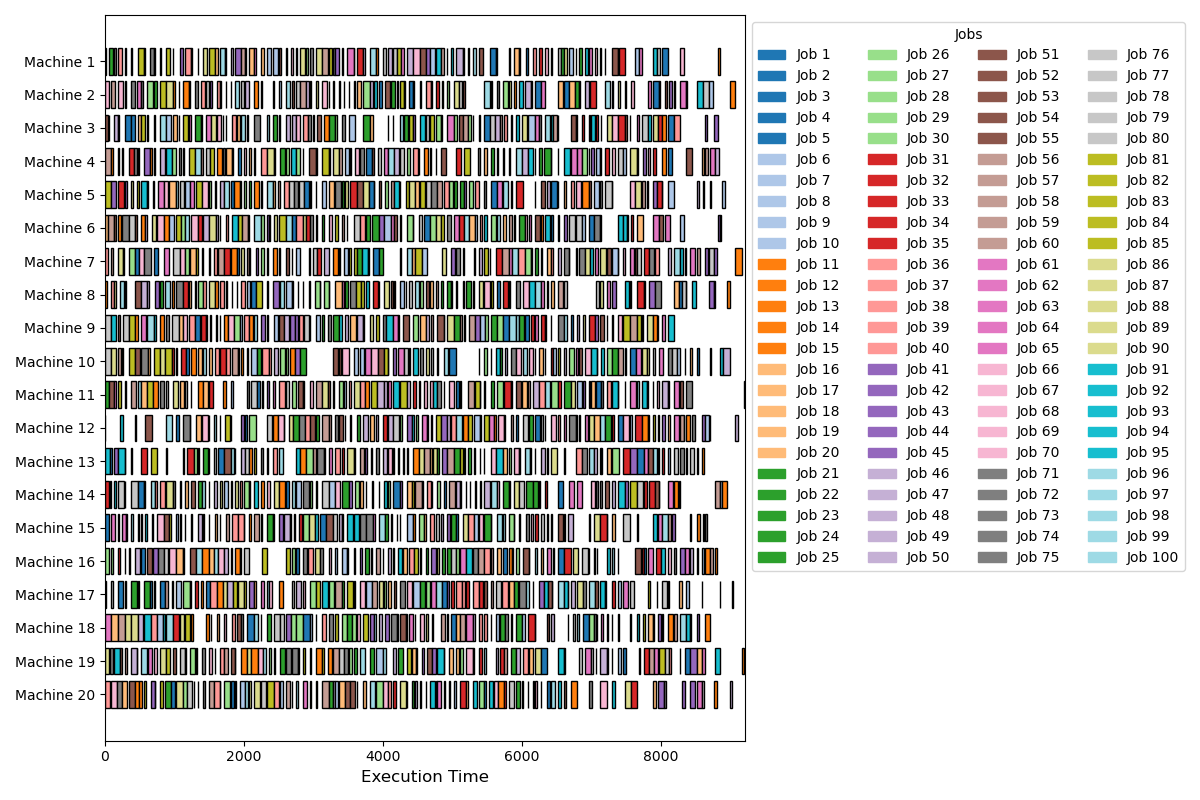 Jobs
Machine 1
Machine 2
Machine 3
Machine 4
Machine 5
Machine 6
Machine 7
Machine 8
Machine 9
Machine 10
Machine 11
Machine 12
Machine 13
Machine 14
Machine 15
Machine 16
Machine 17
Machine 18
Machine 19
Machine 20
0 2000 4000 6000 8000
Execution Time
Job 1 Job 26 Job 51 Job 76
Job 2 Job 27 Job 52 Job 77
Job 3 Job 28 Job 53 Job 78
Job 4 Job 29 Job 54 Job 79
Job 5 Job 30 Job 55 Job 80
Job 6 Job 31 Job 56 Job 81
Job 7 Job 32 Job 57 Job 82
Job 8 Job 33 Job 58 Job 83
Job 9 Job 34 Job 59 Job 84
Job 10 Job 35 Job 60 Job 85
Job 11 Job 36 Job 61 Job 86
Job 12 Job 37 Job 62 Job 87
Job 13 Job 38 Job 63 Job 88
Job 14 Job 39 Job 64 Job 89
Job 15 Job 40 Job 65 Job 90
Job 16 Job 41 Job 66 Job 91
Job 17 Job 42 Job 67 Job 92
Job 18 Job 43 Job 68 Job 93
Job 19 Job 44 Job 69 Job 94
Job 20 Job 45 Job 70 Job 95
Job 21 Job 46 Job 71 Job 96
Job 22 Job 47 Job 72 Job 97
Job 23 Job 48 Job 73 Job 98
Job 24 Job 49 Job 74 Job 99
Job 25 Job 50 Job 75 Job 100